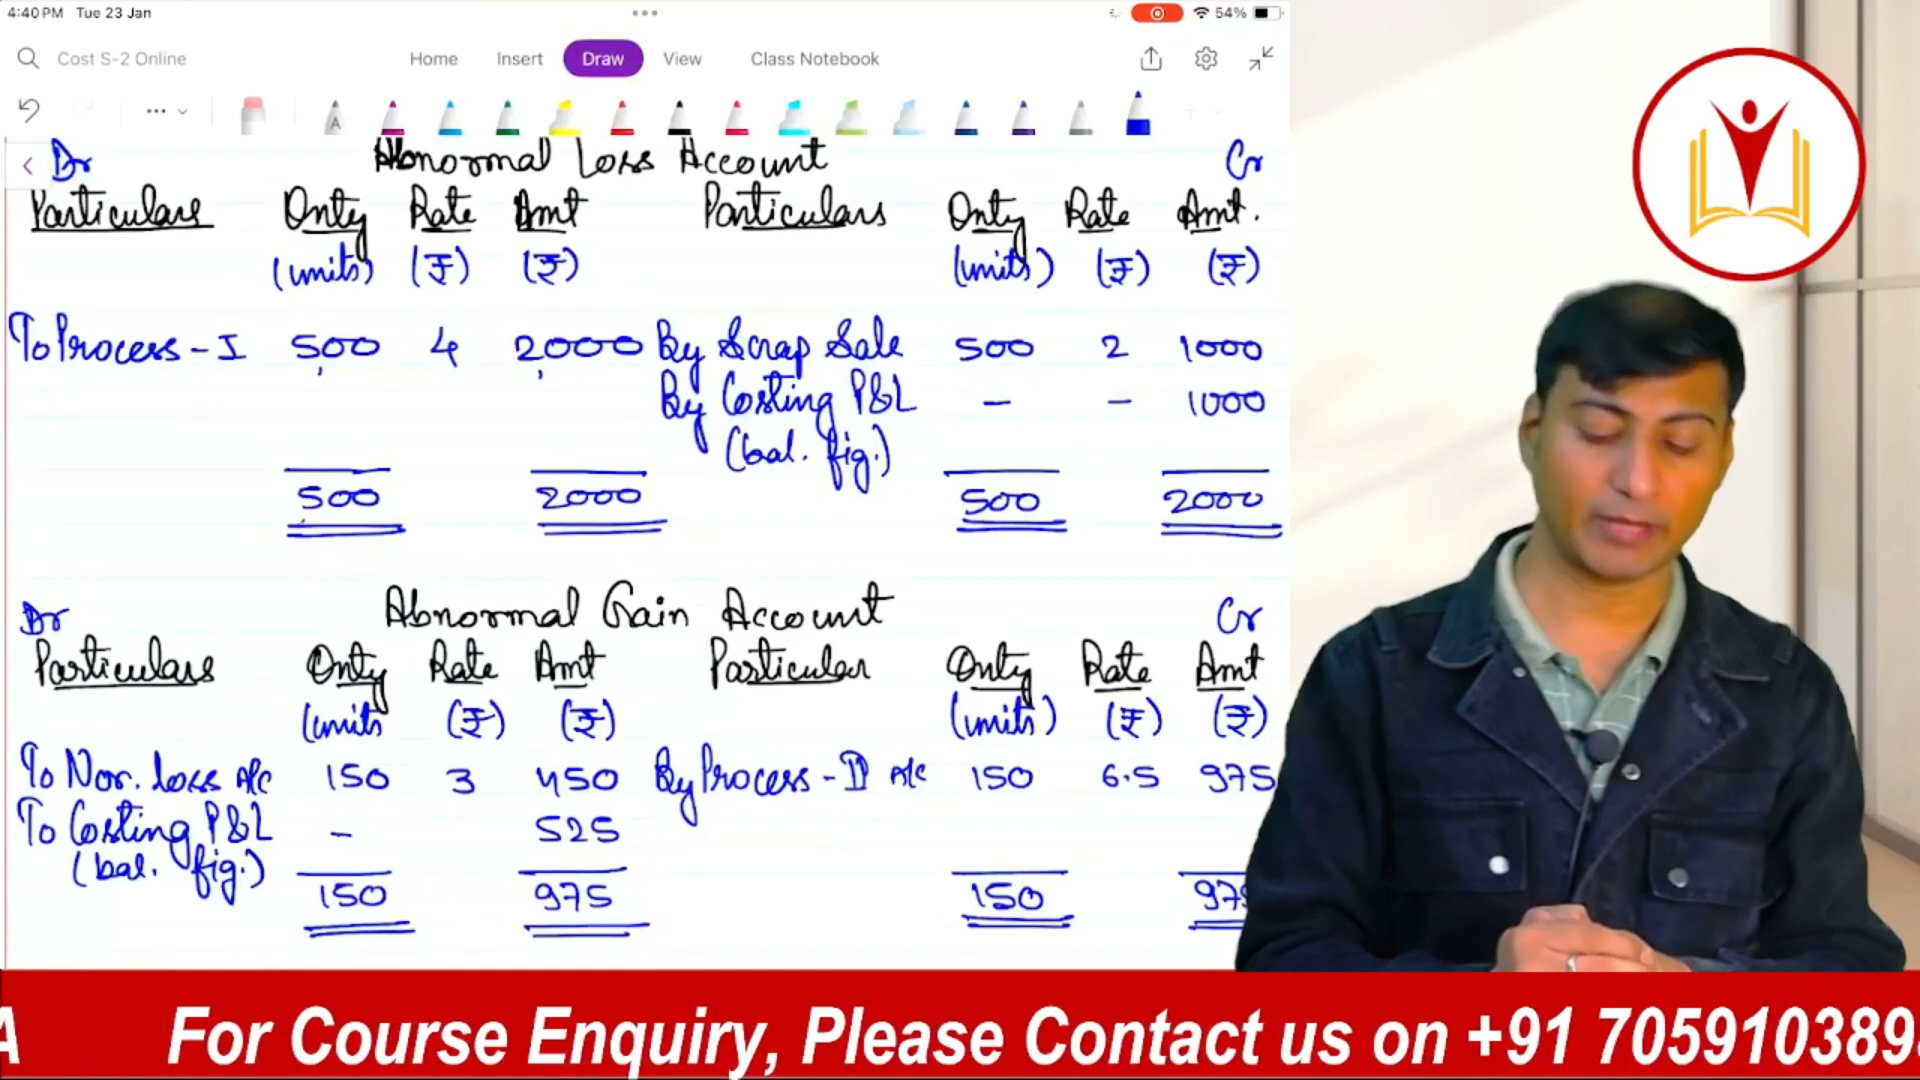 4:40 PM Tue 23 Jan
54%
Cost S-2 Online
Home Insert Draw View Class Notebook
A
Dr Abnormal Loss Account Cr
Particulars Qnty Rate Amt Particulars Qnty Rate Amt.
(units) (₹) (₹) (units) (₹) (₹)
To Process - I 500 4 2000 By Scrap Sale 500 2 1000
By Costing P&L - - 1000
(bal. fig.)
500 2000 500 2000
Dr Abnormal Gain Account Cr
Particulars Qnty Rate Amt Particular Qnty Rate Amt
(units (₹) (₹) (units) (₹) (₹)
To Nor. Loss A/c 150 3 450 By Process - II A/c 150 6.5 975
To Costing P&L - 525
(bal. fig.)
150 975 150 975
A For Course Enquiry, Please Contact us on +91 705910389